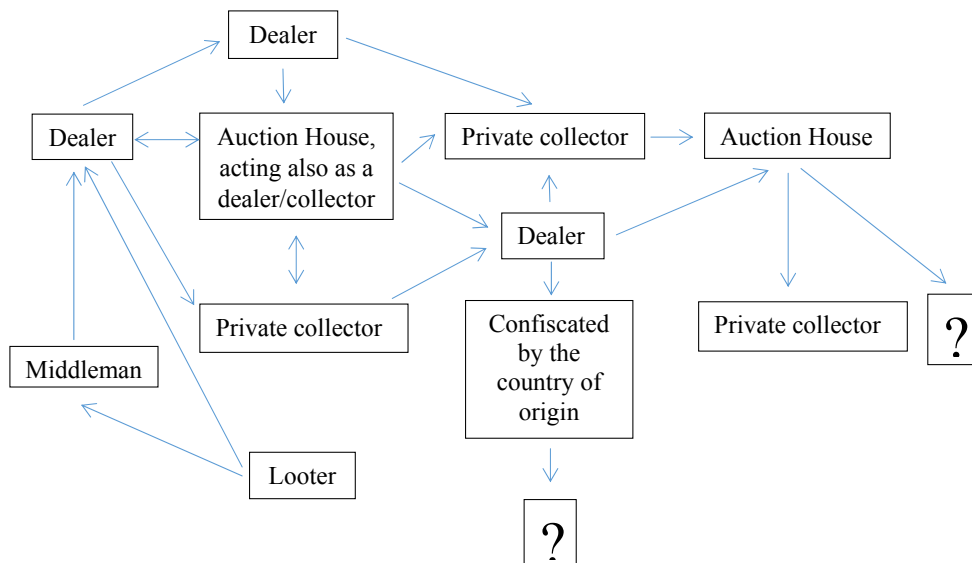 Dealer
Dealer
Auction House,
acting also as a
dealer/collector
Private collector
Auction House
Dealer
Private collector
Confiscated
by the
country of
origin
Private collector
?
Middleman
Looter
?